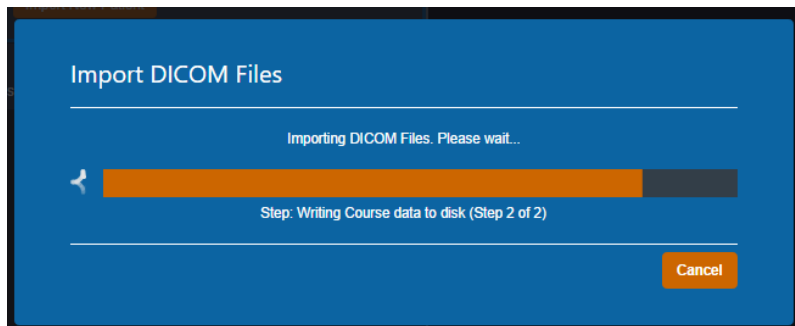 Import DICOM Files
Importing DICOM Files. Please wait...
Step: Writing Course data to disk (Step 2 of 2)
Cancel